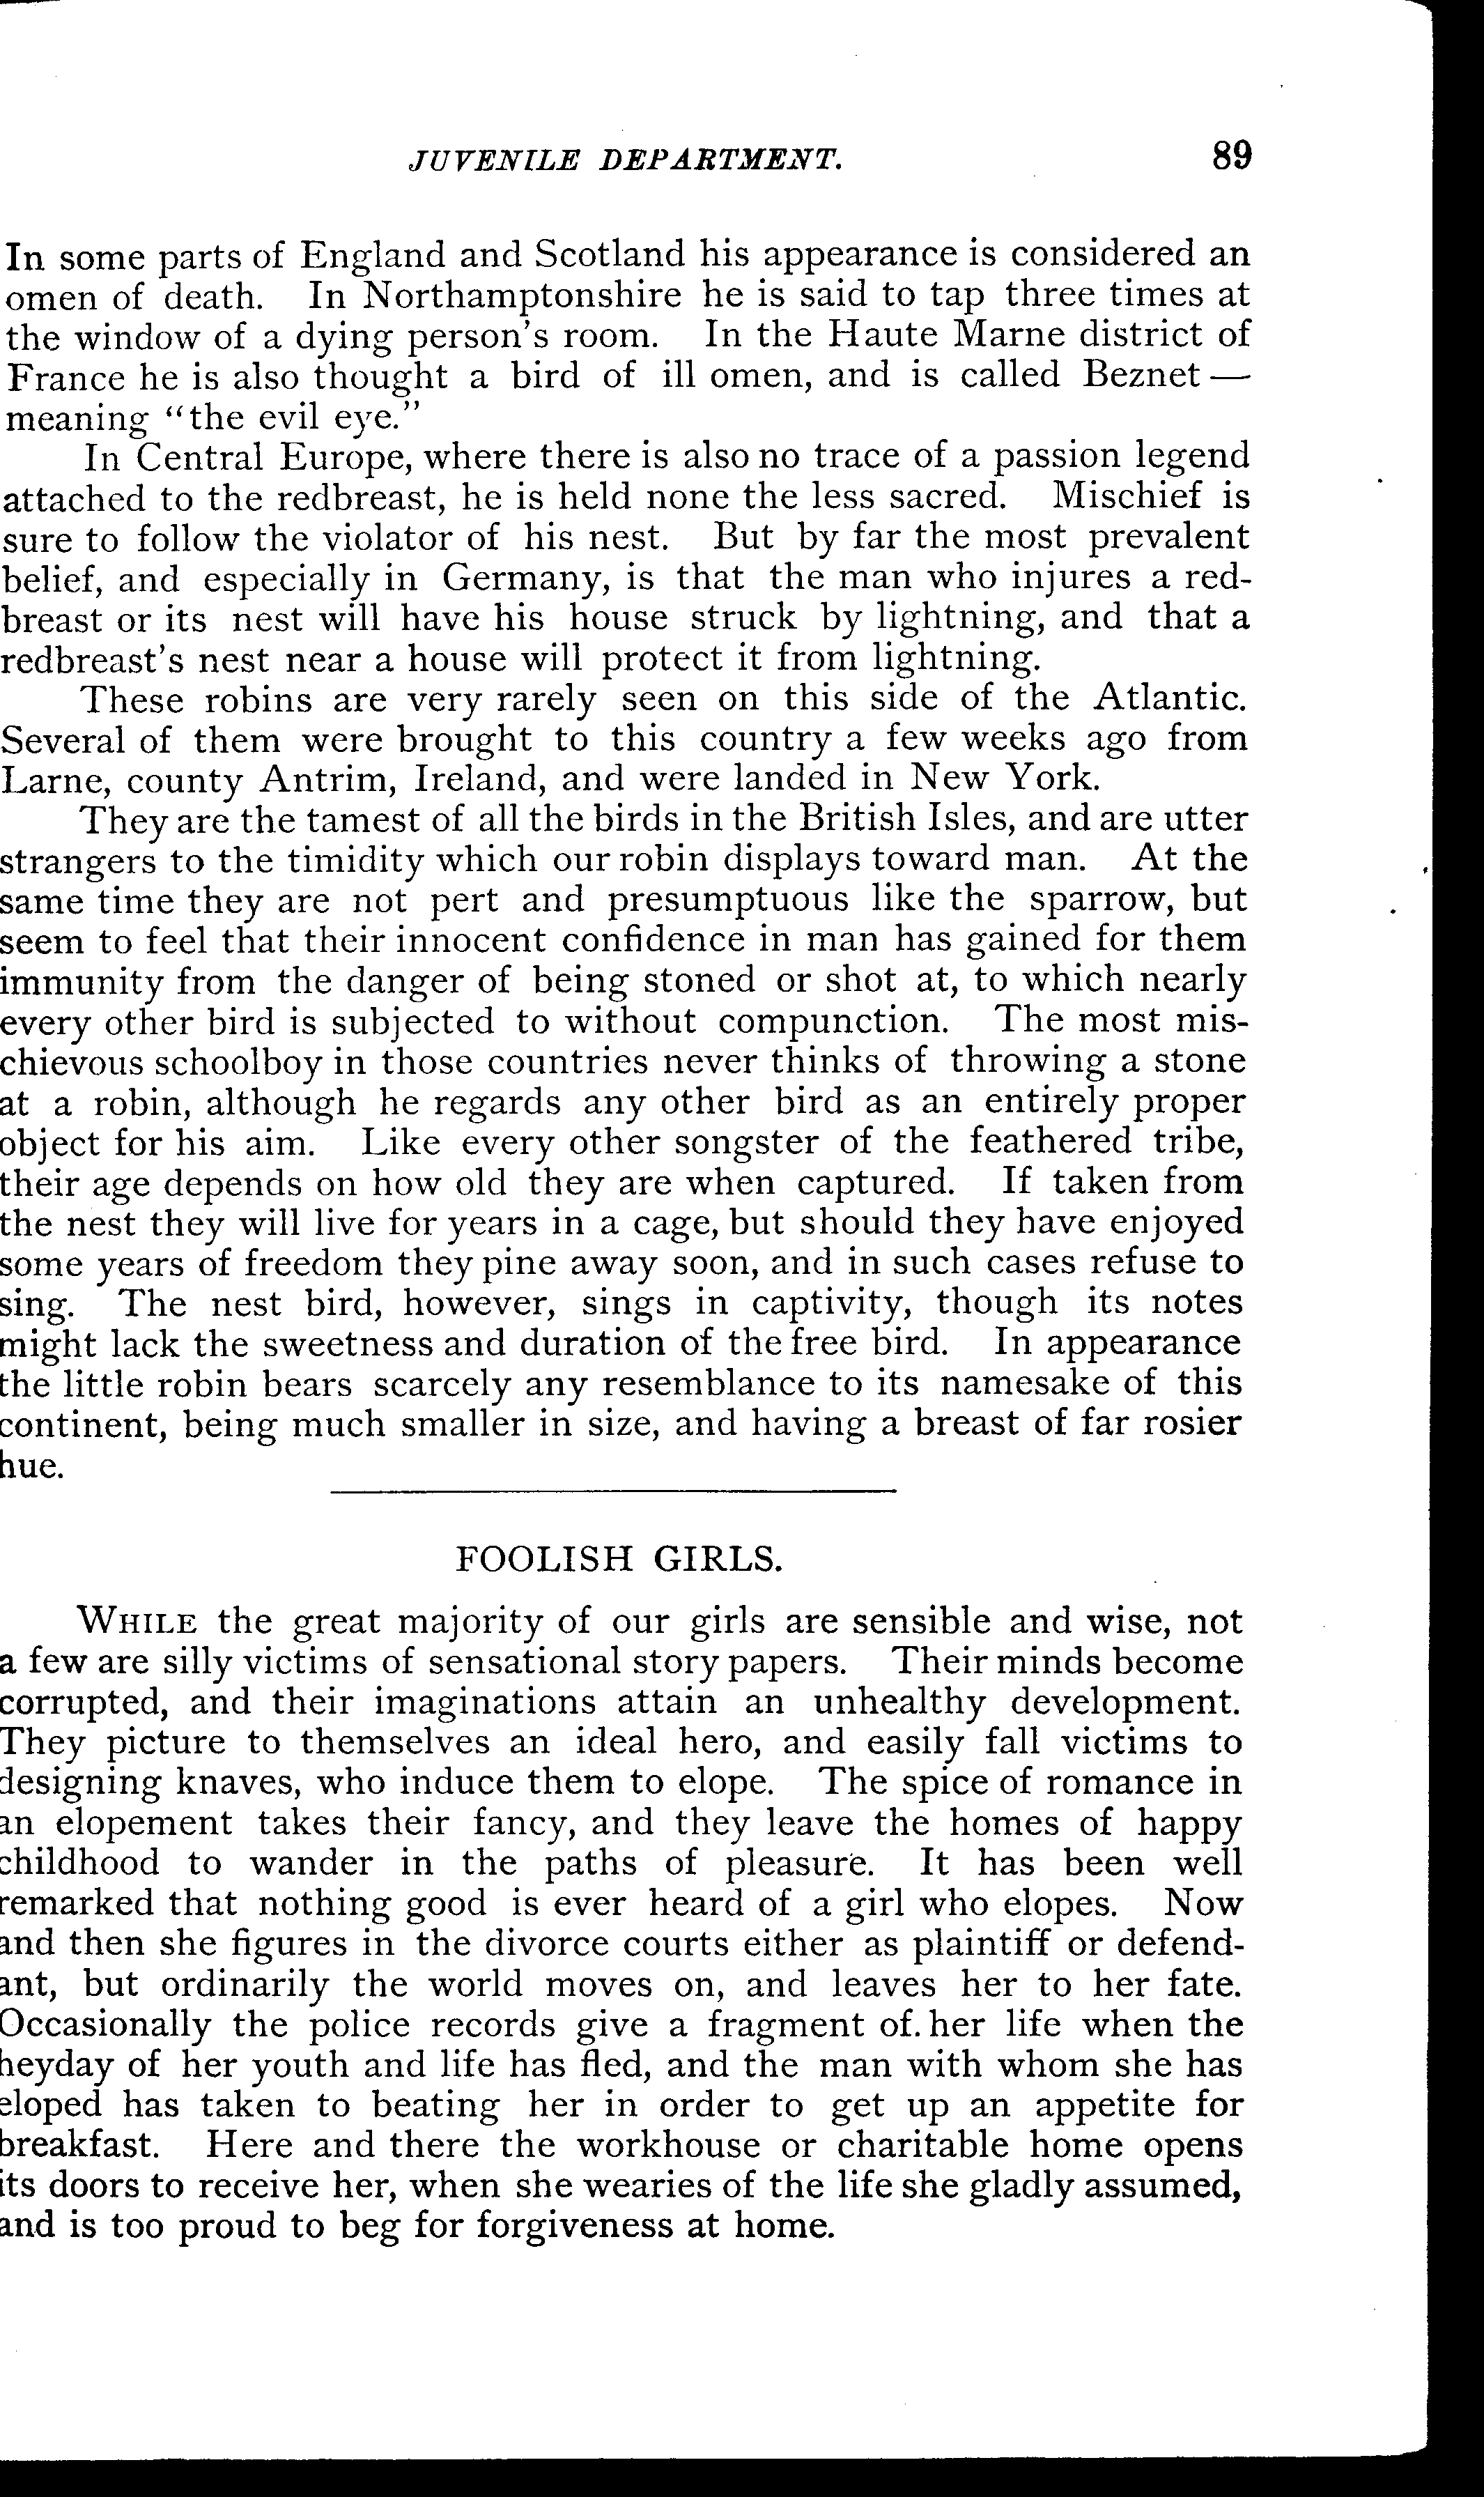 JUVENILE DEPARTMENT. 89
In some parts of England and Scotland his appearance is considered an
omen of death. In Northamptonshire he is said to tap three times at
the window of a dying person's room. In the Haute Marne district of
France he is also thought a bird of ill omen, and is called Beznet —
meaning "the evil eye."
In Central Europe, where there is also no trace of a passion legend
attached to the redbreast, he is held none the less sacred. Mischief is
sure to follow the violator of his nest. But by far the most prevalent
belief, and especially in Germany, is that the man who injures a red-
breast or its nest will have his house struck by lightning, and that a
redbreast's nest near a house will protect it from lightning.
These robins are very rarely seen on this side of the Atlantic.
Several of them were brought to this country a few weeks ago from
Larne, county Antrim, Ireland, and were landed in New York.
They are the tamest of all the birds in the British Isles, and are utter
strangers to the timidity which our robin displays toward man. At the
same time they are not pert and presumptuous like the sparrow, but
seem to feel that their innocent confidence in man has gained for them
immunity from the danger of being stoned or shot at, to which nearly
every other bird is subjected to without compunction. The most mis-
chievous schoolboy in those countries never thinks of throwing a stone
at a robin, although he regards any other bird as an entirely proper
object for his aim. Like every other songster of the feathered tribe,
their age depends on how old they are when captured. If taken from
the nest they will live for years in a cage, but should they have enjoyed
some years of freedom they pine away soon, and in such cases refuse to
sing. The nest bird, however, sings in captivity, though its notes
might lack the sweetness and duration of the free bird. In appearance
the little robin bears scarcely any resemblance to its namesake of this
continent, being much smaller in size, and having a breast of far rosier
hue.
FOOLISH GIRLS.
WHILE the great majority of our girls are sensible and wise, not
a few are silly victims of sensational story papers. Their minds become
corrupted, and their imaginations attain an unhealthy development.
They picture to themselves an ideal hero, and easily fall victims to
designing knaves, who induce them to elope. The spice of romance in
an elopement takes their fancy, and they leave the homes of happy
childhood to wander in the paths of pleasure. It has been well
remarked that nothing good is ever heard of a girl who elopes. Now
and then she figures in the divorce courts either as plaintiff or defend-
ant, but ordinarily the world moves on, and leaves her to her fate.
Occasionally the police records give a fragment of her life when the
heyday of her youth and life has fled, and the man with whom she has
eloped has taken to beating her in order to get up an appetite for
breakfast. Here and there the workhouse or charitable home opens
its doors to receive her, when she wearies of the life she gladly assumed,
and is too proud to beg for forgiveness at home.